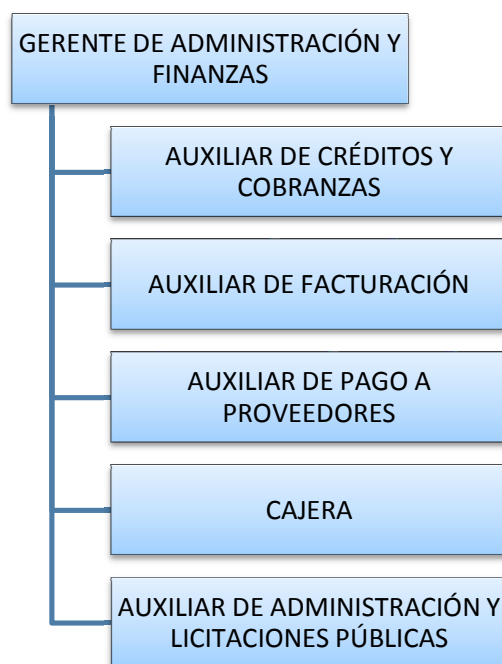 GERENTE DE ADMINISTRACIÓN Y
FINANZAS
AUXILIAR DE CRÉDITOS Y
COBRANZAS
AUXILIAR DE FACTURACIÓN
AUXILIAR DE PAGO A
PROVEEDORES
CAJERA
AUXILIAR DE ADMINISTRACIÓN Y
LICITACIONES PÚBLICAS